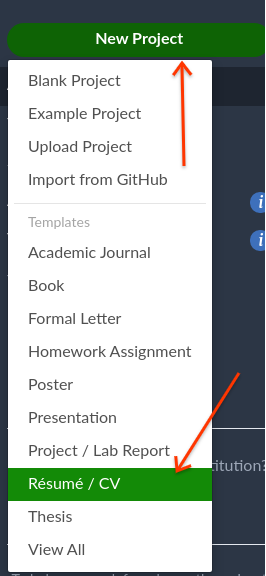 New Project
Blank Project
Example Project
Upload Project
Import from GitHub
i
Templates
i
Academic Journal
Book
Formal Letter
Homework Assignment
Poster
Presentation
Project / Lab Report
titution?
Résumé / CV
Thesis
View All